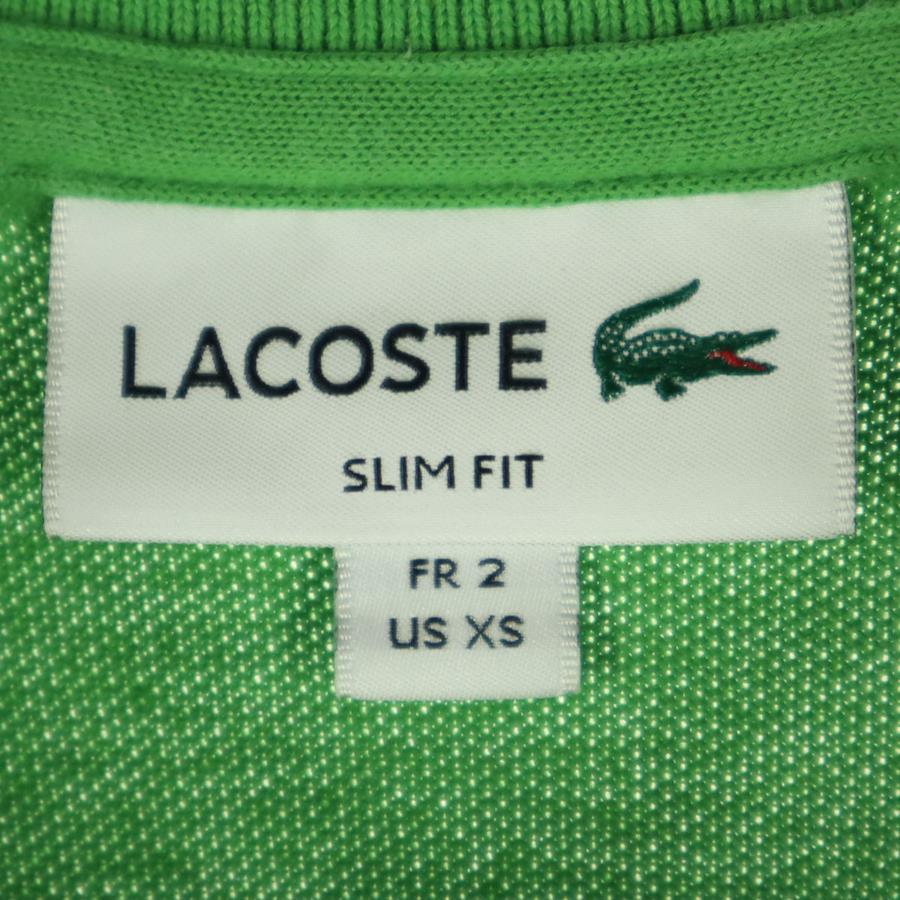 LACOSTE
SLIM FIT
FR 2
US XS